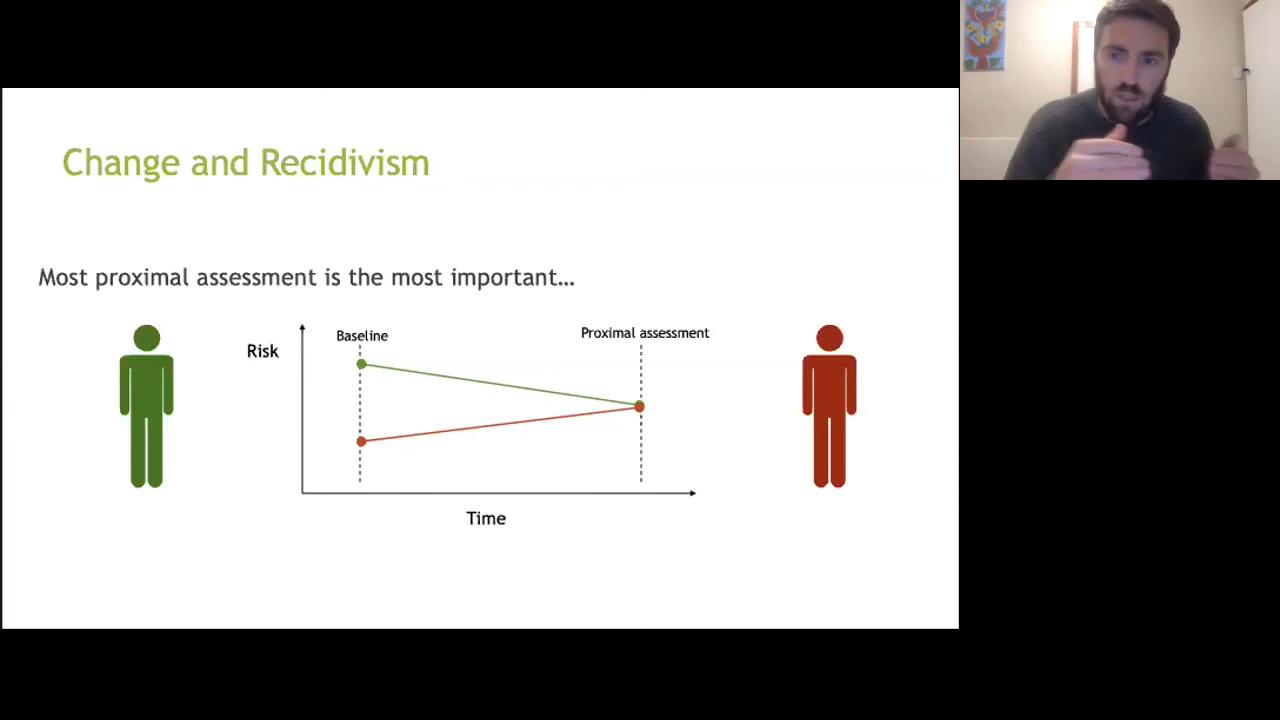 Change and Recidivism
Most proximal assessment is the most important…
Baseline
Proximal assessment
Risk
Time